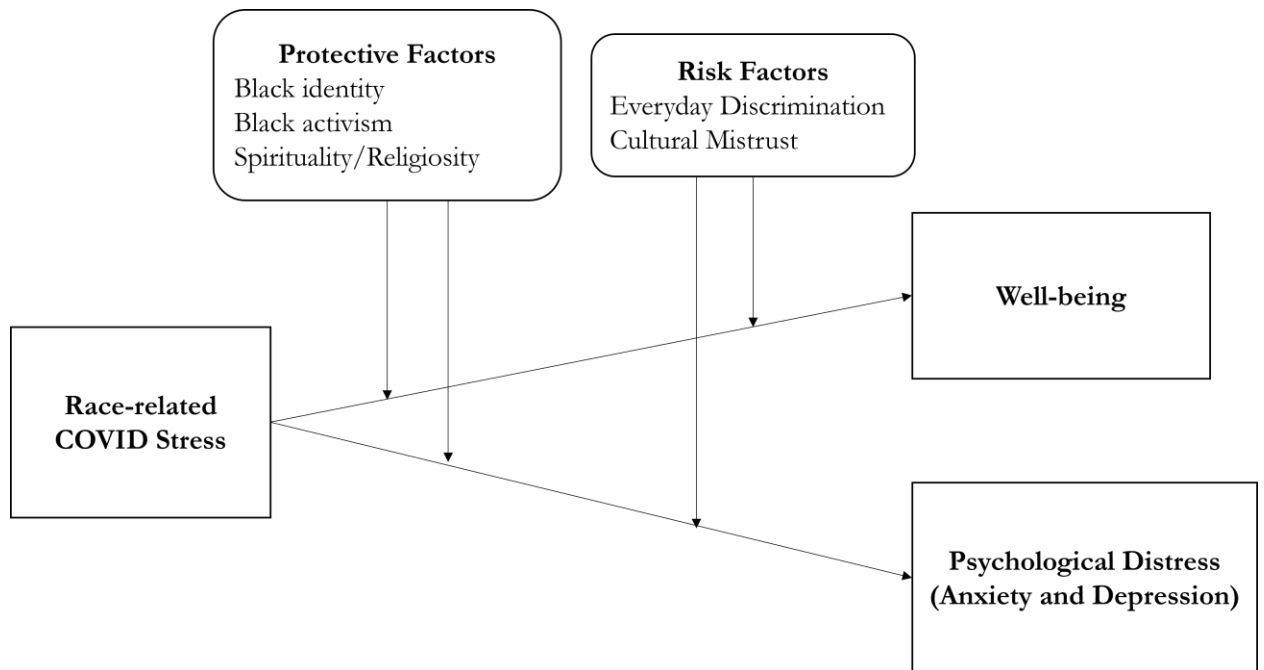 Protective Factors
Black identity
Black activism
Spirituality/Religiosity
Risk Factors
Everyday Discrimination
Cultural Mistrust
Well-being
Race-related
COVID Stress
Psychological Distress
(Anxiety and Depression)